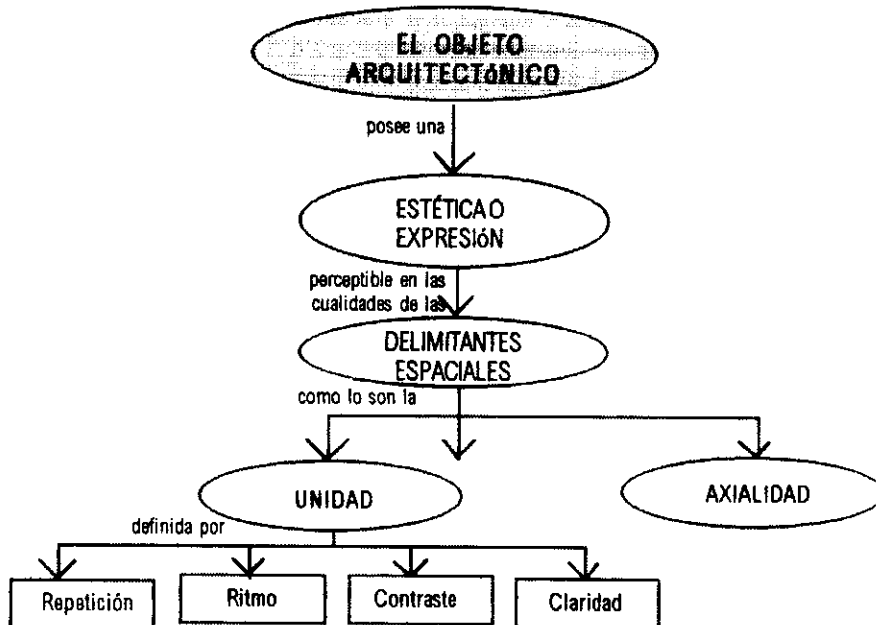 EL OBJETO
ARQUITECTóNICO
posee una
ESTÉTICA O
EXPRESIóN
perceptible en las
cualidades de las
DELIMITANTES
ESPACIALES
como lo son la
UNIDAD
AXIALIDAD
definida por
Repetición
Ritmo
Contraste
Claridad